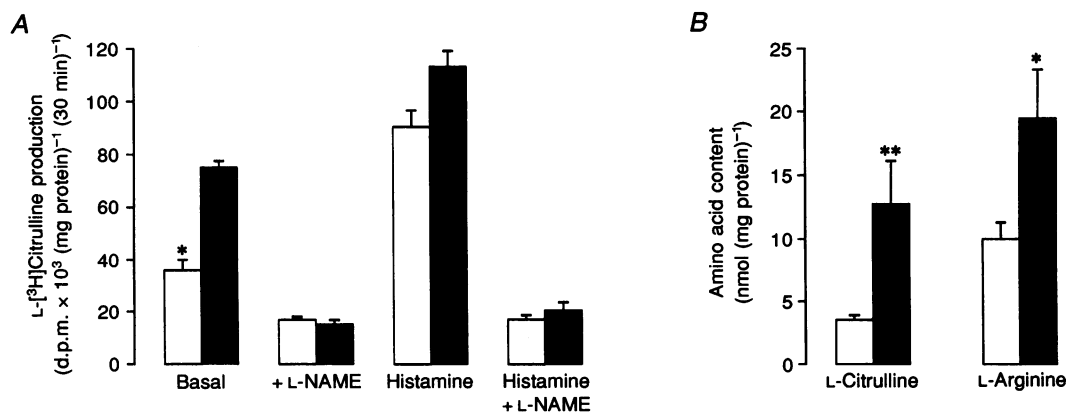 A
L-[³H]Citrulline production
(d.p.m. × 10³ (mg protein)⁻¹ (30 min)⁻¹)
120
100
80
60
40
20
0
*
Basal
+ L-NAME
Histamine
Histamine
+ L-NAME
B
Amino acid content
(nmol (mg protein)⁻¹)
25
20
15
10
5
0
**
*
L-Citrulline
L-Arginine